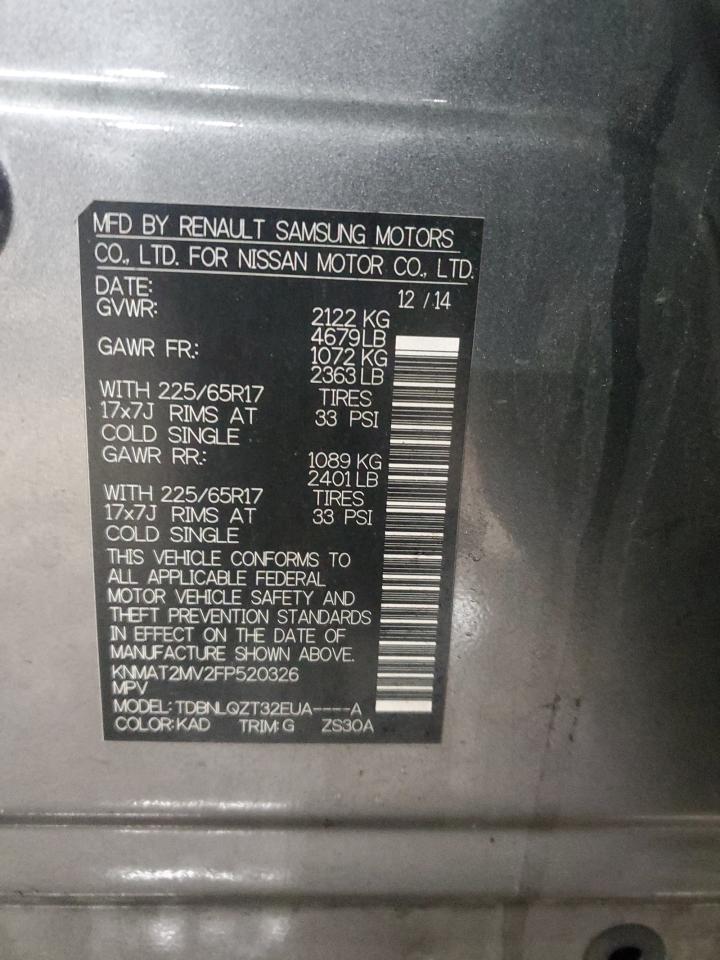 MFD BY RENAULT SAMSUNG MOTORS
CO., LTD. FOR NISSAN MOTOR CO., LTD.
DATE: 12 / 14
GVWR: 2122 KG
4679 LB
GAWR FR.: 1072 KG
2363 LB
WITH 225/65R17 TIRES
17x7J RIMS AT 33 PSI
COLD SINGLE
GAWR RR.: 1089 KG
2401 LB
WITH 225/65R17 TIRES
17x7J RIMS AT 33 PSI
COLD SINGLE
THIS VEHICLE CONFORMS TO
ALL APPLICABLE FEDERAL
MOTOR VEHICLE SAFETY AND
THEFT PREVENTION STANDARDS
IN EFFECT ON THE DATE OF
MANUFACTURE SHOWN ABOVE.
KNMAT2MV2FP520326
MPV
MODEL: TDBNLQZT32EUA----A
COLOR: KAD TRIM: G ZS30A